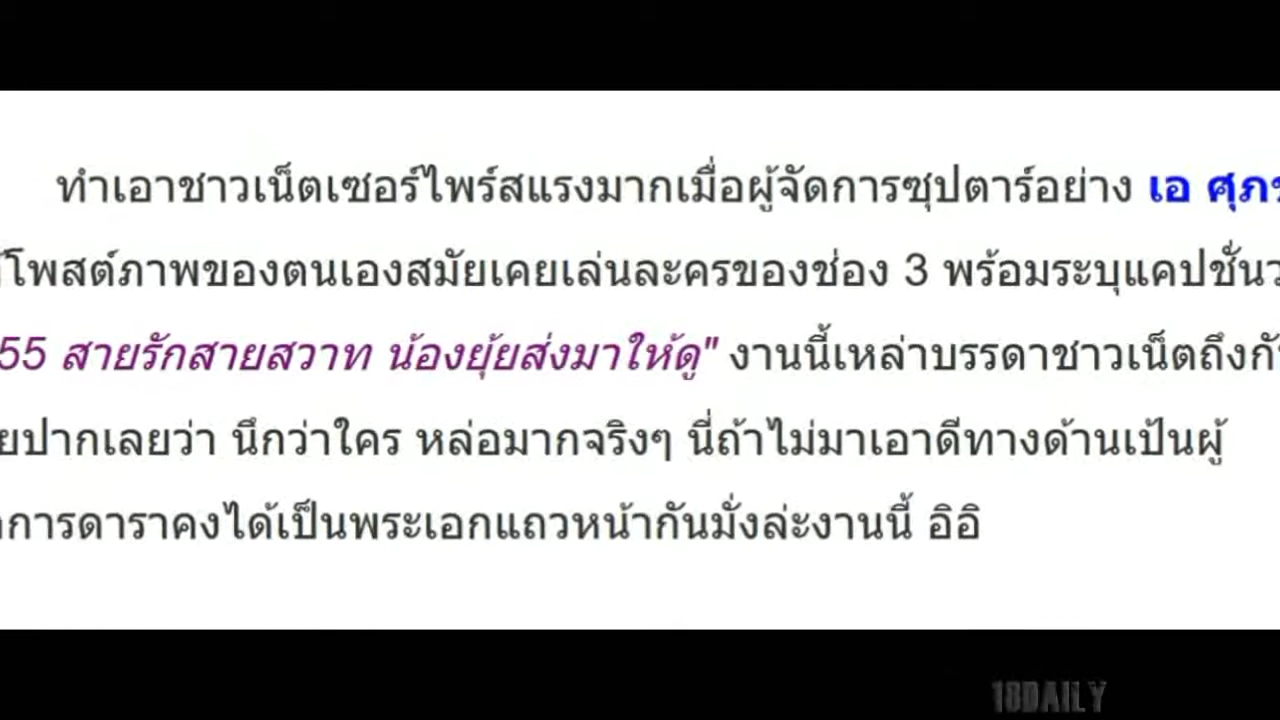 ทำเอาชาวเน็ตเซอร์ไพร์สแรงมากเมื่อผู้จัดการซุปตาร์อย่าง เอ
โพสต์ภาพของตนเองสมัยเคยเล่นละครของช่อง 3 พร้อมระบุแคปชั่น
55 สายรักสายสวาท น้องยุ้ยส่งมาให้ดู" งานนี้เหล่าบรรดาชาวเน็ตถึง
ปากเลยว่า นึกว่าใคร หล่อมากจริงๆ นี่ถ้าไม่มาเอาดีทางด้านเป้นผู้
การดาราคงได้เป็นพระเอกแถวหน้ากันมั่งล่ะงานนี้ อิอิ
18DAILY